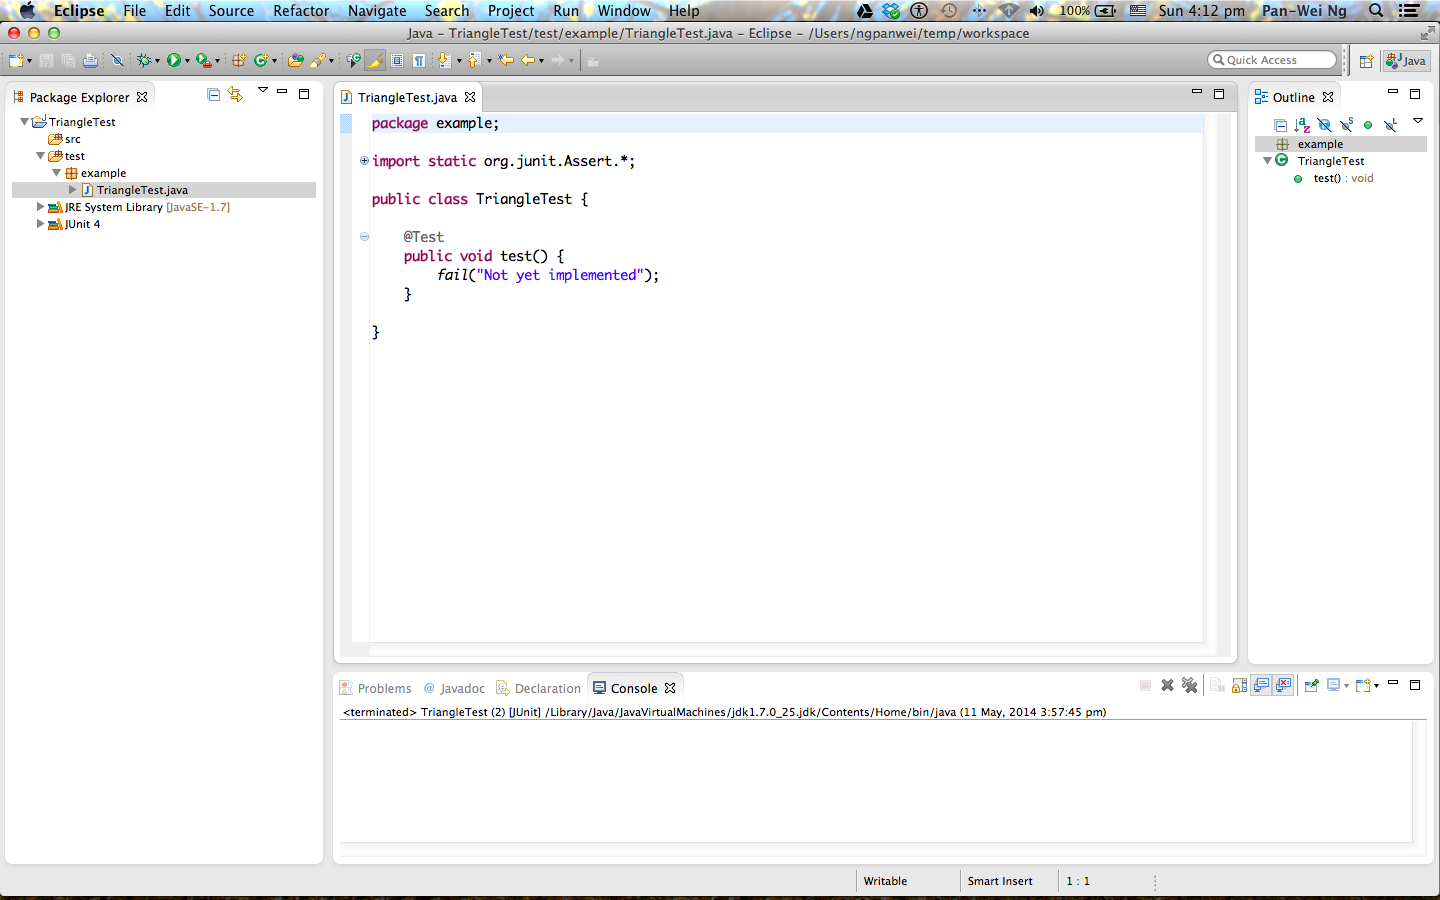 Eclipse File Edit Source Refactor Navigate Search Project Run Window Help 100% Sun 4:12 pm Pan-Wei Ng
Java - TriangleTest/test/example/TriangleTest.java - Eclipse - /Users/ngpanwei/temp/workspace
Quick Access Java
Package Explorer
TriangleTest
src
test
example
TriangleTest.java
JRE System Library [JavaSE-1.7]
JUnit 4
TriangleTest.java
package example;
import static org.junit.Assert.*;
public class TriangleTest {
@Test
public void test() {
fail("Not yet implemented");
}
}
Outline
example
TriangleTest
test() : void
Problems @ Javadoc Declaration Console
<terminated> TriangleTest (2) [JUnit] /Library/Java/JavaVirtualMachines/jdk1.7.0_25.jdk/Contents/Home/bin/java (11 May, 2014 3:57:45 pm)
Writable Smart Insert 1 : 1